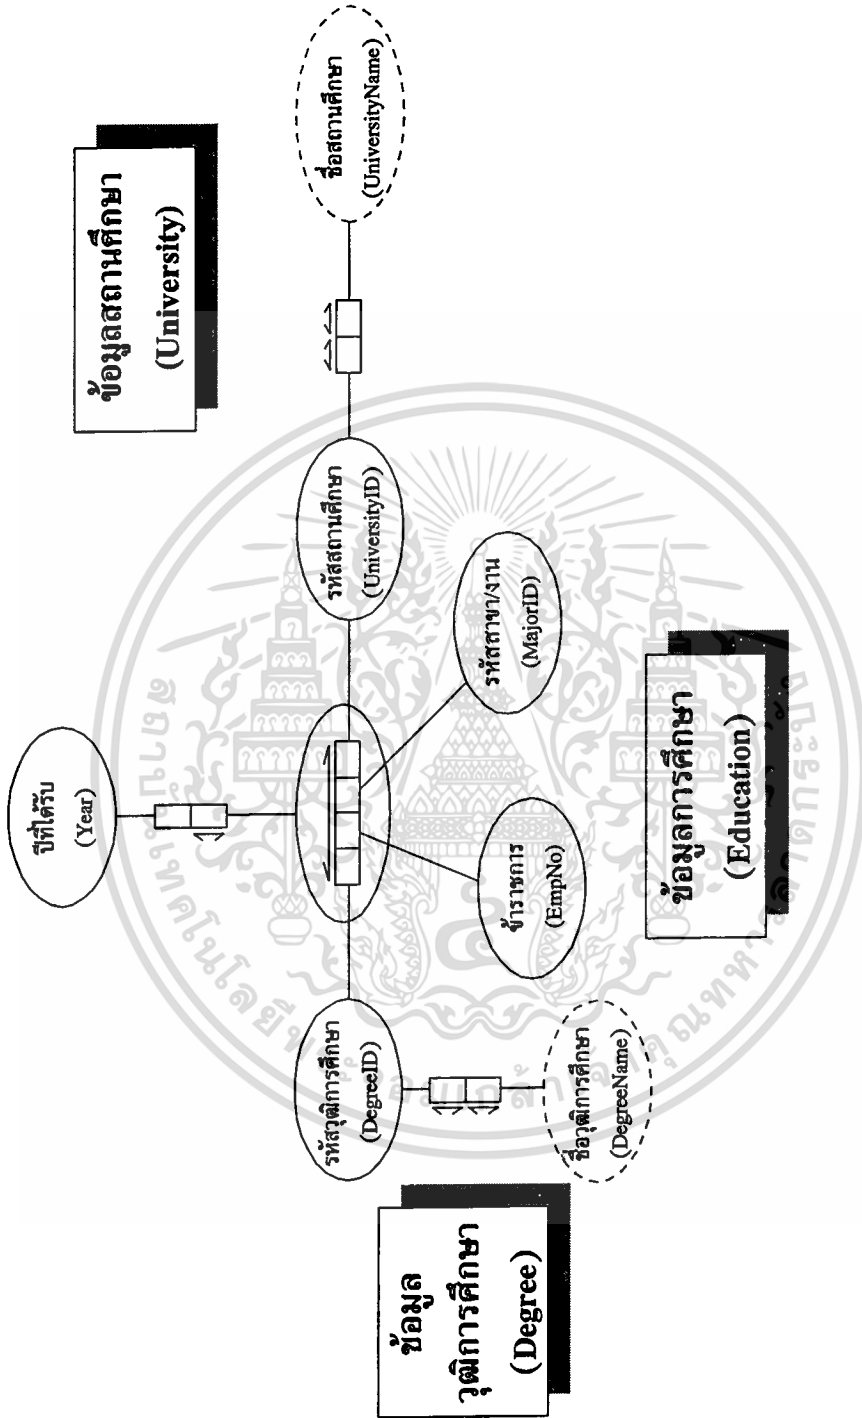 ข้อมูลสถานศึกษา
(University)
ปีที่ได้รับ
(Year)
ชื่อสถานศึกษา
(UniversityName)
รหัสสถานศึกษา
(UniversityID)
รหัสวุฒิการศึกษา
(DegreeID)
ข้าราชการ
(EmpNo)
รหัสสาขา/งาน
(MajorID)
ชื่อวุฒิการศึกษา
(DegreeName)
ข้อมูล
วุฒิการศึกษา
(Degree)
ข้อมูลการศึกษา
(Education)